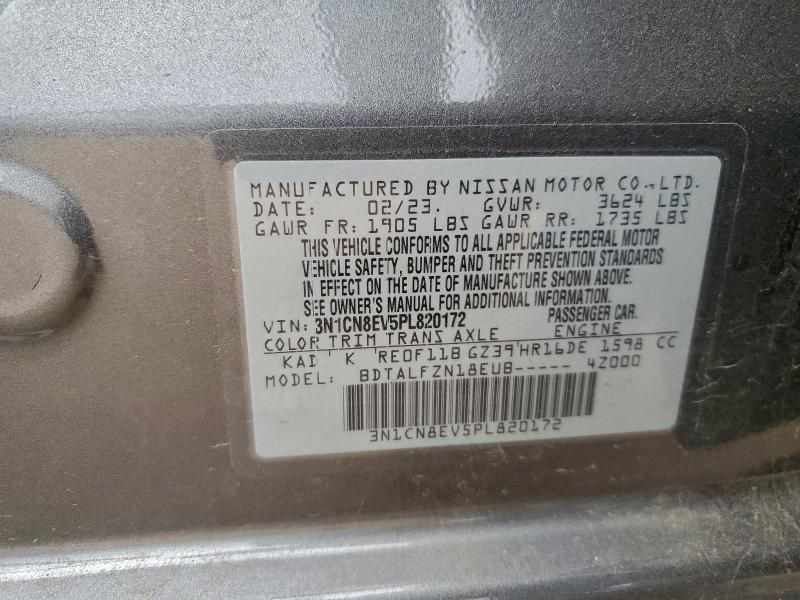 MANUFACTURED BY NISSAN MOTOR CO.,LTD.
DATE: 02/23. GVWR: 3624 LBS
GAWR FR: 1905 LBS GAWR RR: 1735 LBS
THIS VEHICLE CONFORMS TO ALL APPLICABLE FEDERAL MOTOR
VEHICLE SAFETY, BUMPER AND THEFT PREVENTION STANDARDS
IN EFFECT ON THE DATE OF MANUFACTURE SHOWN ABOVE.
SEE OWNER'S MANUAL FOR ADDITIONAL INFORMATION.
VIN: 3N1CN8EV5PL820172 PASSENGER CAR.
COLOR TRIM TRANS AXLE ENGINE
KAD K RE0F11B GZ39 HR16DE 1598 CC
MODEL: BDTALFZN18EUB----- 4Z000
3N1CN8EV5PL820172